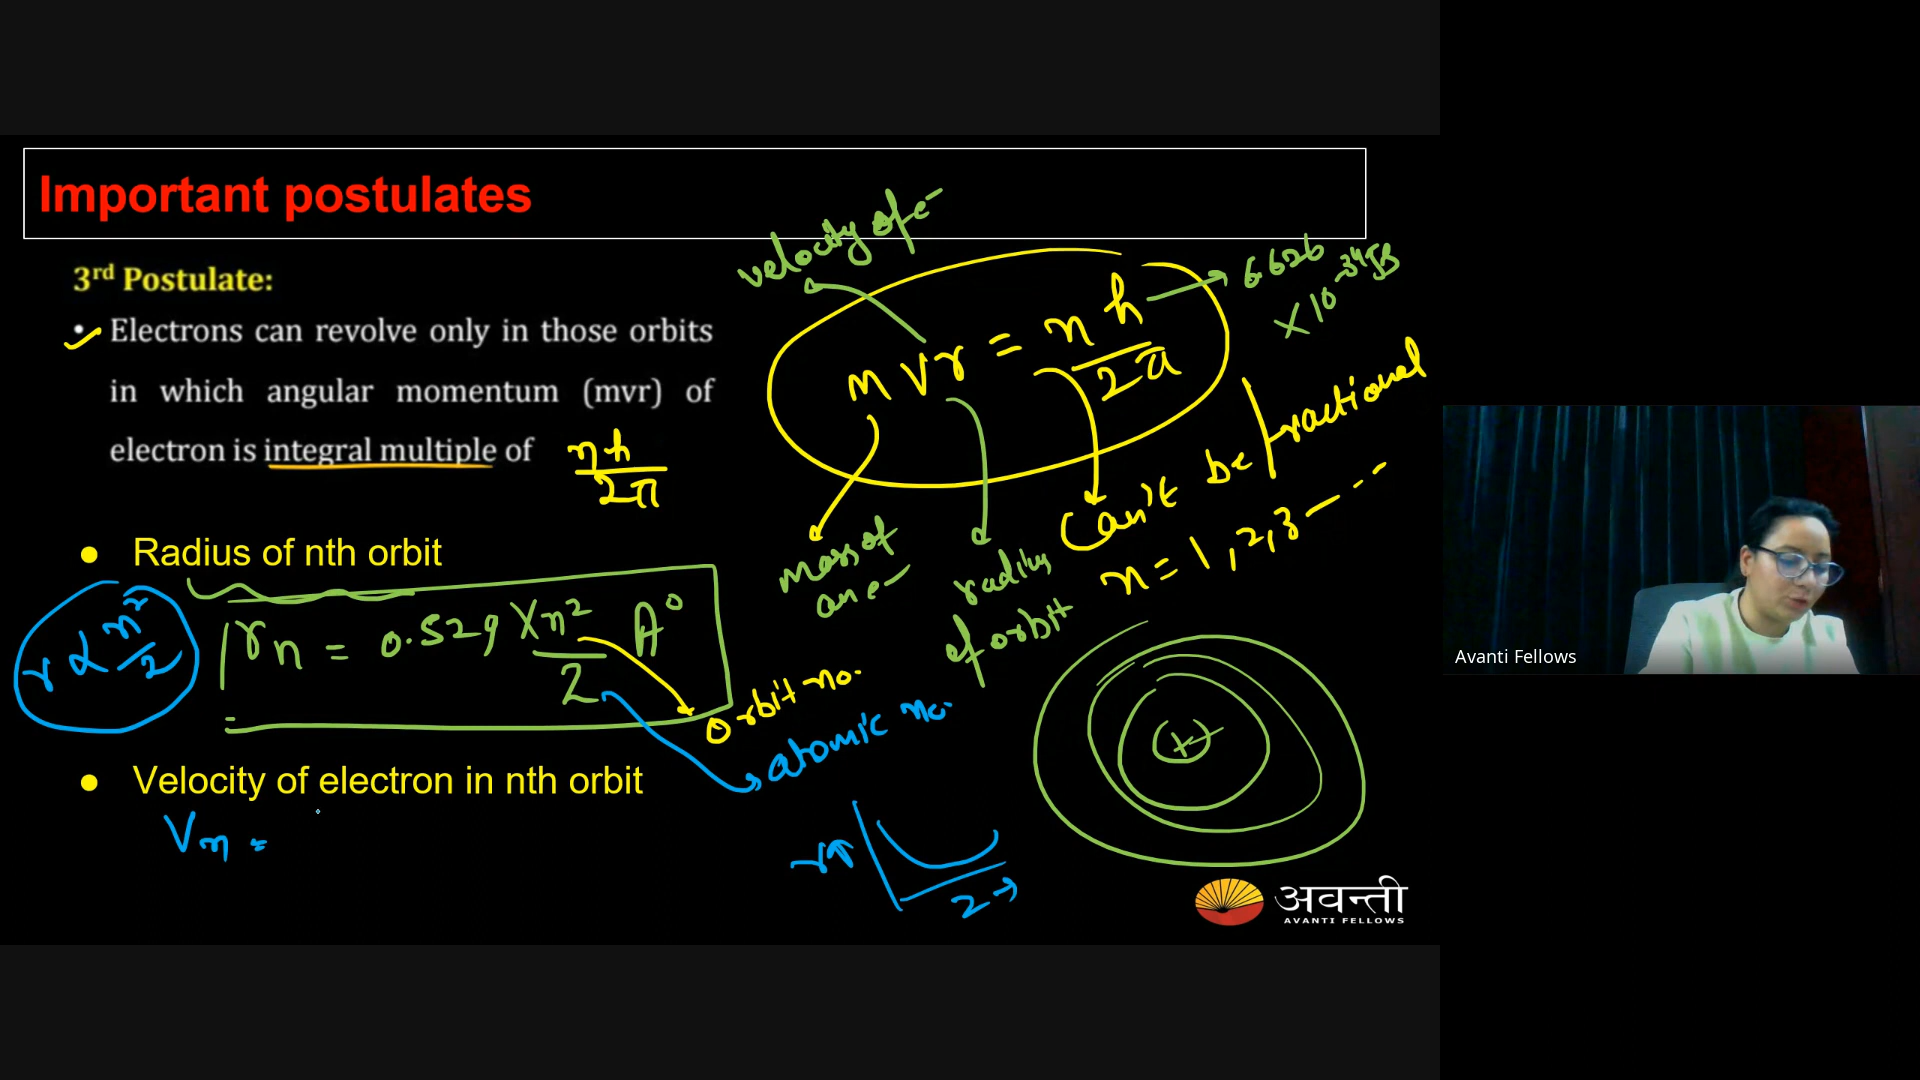 Important postulates
3rd Postulate:
• Electrons can revolve only in those orbits
in which angular momentum (mvr) of
electron is integral multiple of nh/2π
velocity of e-
mvr = nh/2π
6.626
×10-34 JS
mass of
an e-
radius
of orbit
Can't be fractional
n = 1, 2, 3 - - -
● Radius of nth orbit
r ∝ n²/Z
rn = 0.529 × n²/Z A°
Orbit no.
atomic no.
● Velocity of electron in nth orbit
Vn =
r↑
Z→
+
अवन्ती
AVANTI FELLOWS
Avanti Fellows